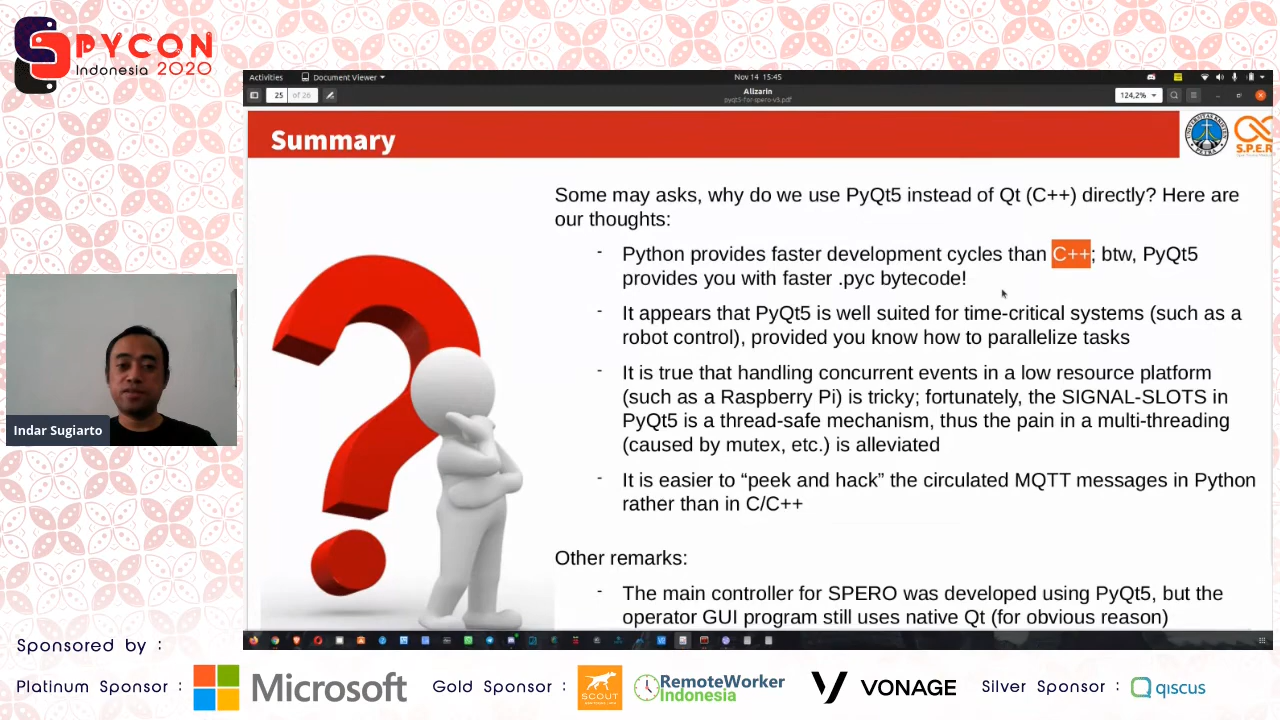 PYCON
Indonesia 2020
Activities
Document Viewer
Nov 14 15:45
25 of 26
Alizarin
pyqt5-for-spero-v3.pdf
124,2%
Summary
S.P.E.R
Some may asks, why do we use PyQt5 instead of Qt (C++) directly? Here are
our thoughts:
- Python provides faster development cycles than C++; btw, PyQt5
provides you with faster .pyc bytecode!
- It appears that PyQt5 is well suited for time-critical systems (such as a
robot control), provided you know how to parallelize tasks
- It is true that handling concurrent events in a low resource platform
(such as a Raspberry Pi) is tricky; fortunately, the SIGNAL-SLOTS in
PyQt5 is a thread-safe mechanism, thus the pain in a multi-threading
(caused by mutex, etc.) is alleviated
- It is easier to “peek and hack” the circulated MQTT messages in Python
rather than in C/C++
Other remarks:
- The main controller for SPERO was developed using PyQt5, but the
operator GUI program still uses native Qt (for obvious reason)
Indar Sugiarto
Sponsored by :
Platinum Sponsor :
Microsoft
Gold Sponsor :
SCOUT
RemoteWorker
Indonesia
VONAGE
Silver Sponsor :
qiscus